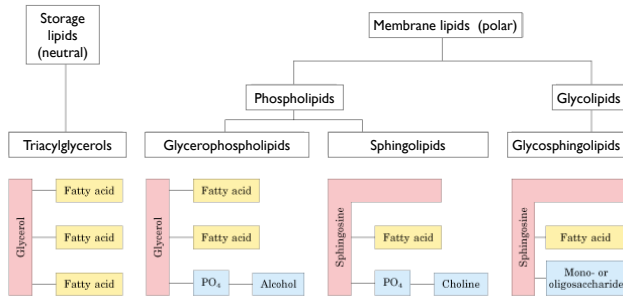 Storage
lipids
(neutral)
Membrane lipids (polar)
Phospholipids
Glycolipids
Triacylglycerols
Glycerophospholipids
Sphingolipids
Glycosphingolipids
Glycerol
Fatty acid
Fatty acid
Fatty acid
Glycerol
Fatty acid
Fatty acid
PO₄
Alcohol
Sphingosine
Fatty acid
PO₄
Choline
Sphingosine
Fatty acid
Mono- or
oligosaccharide